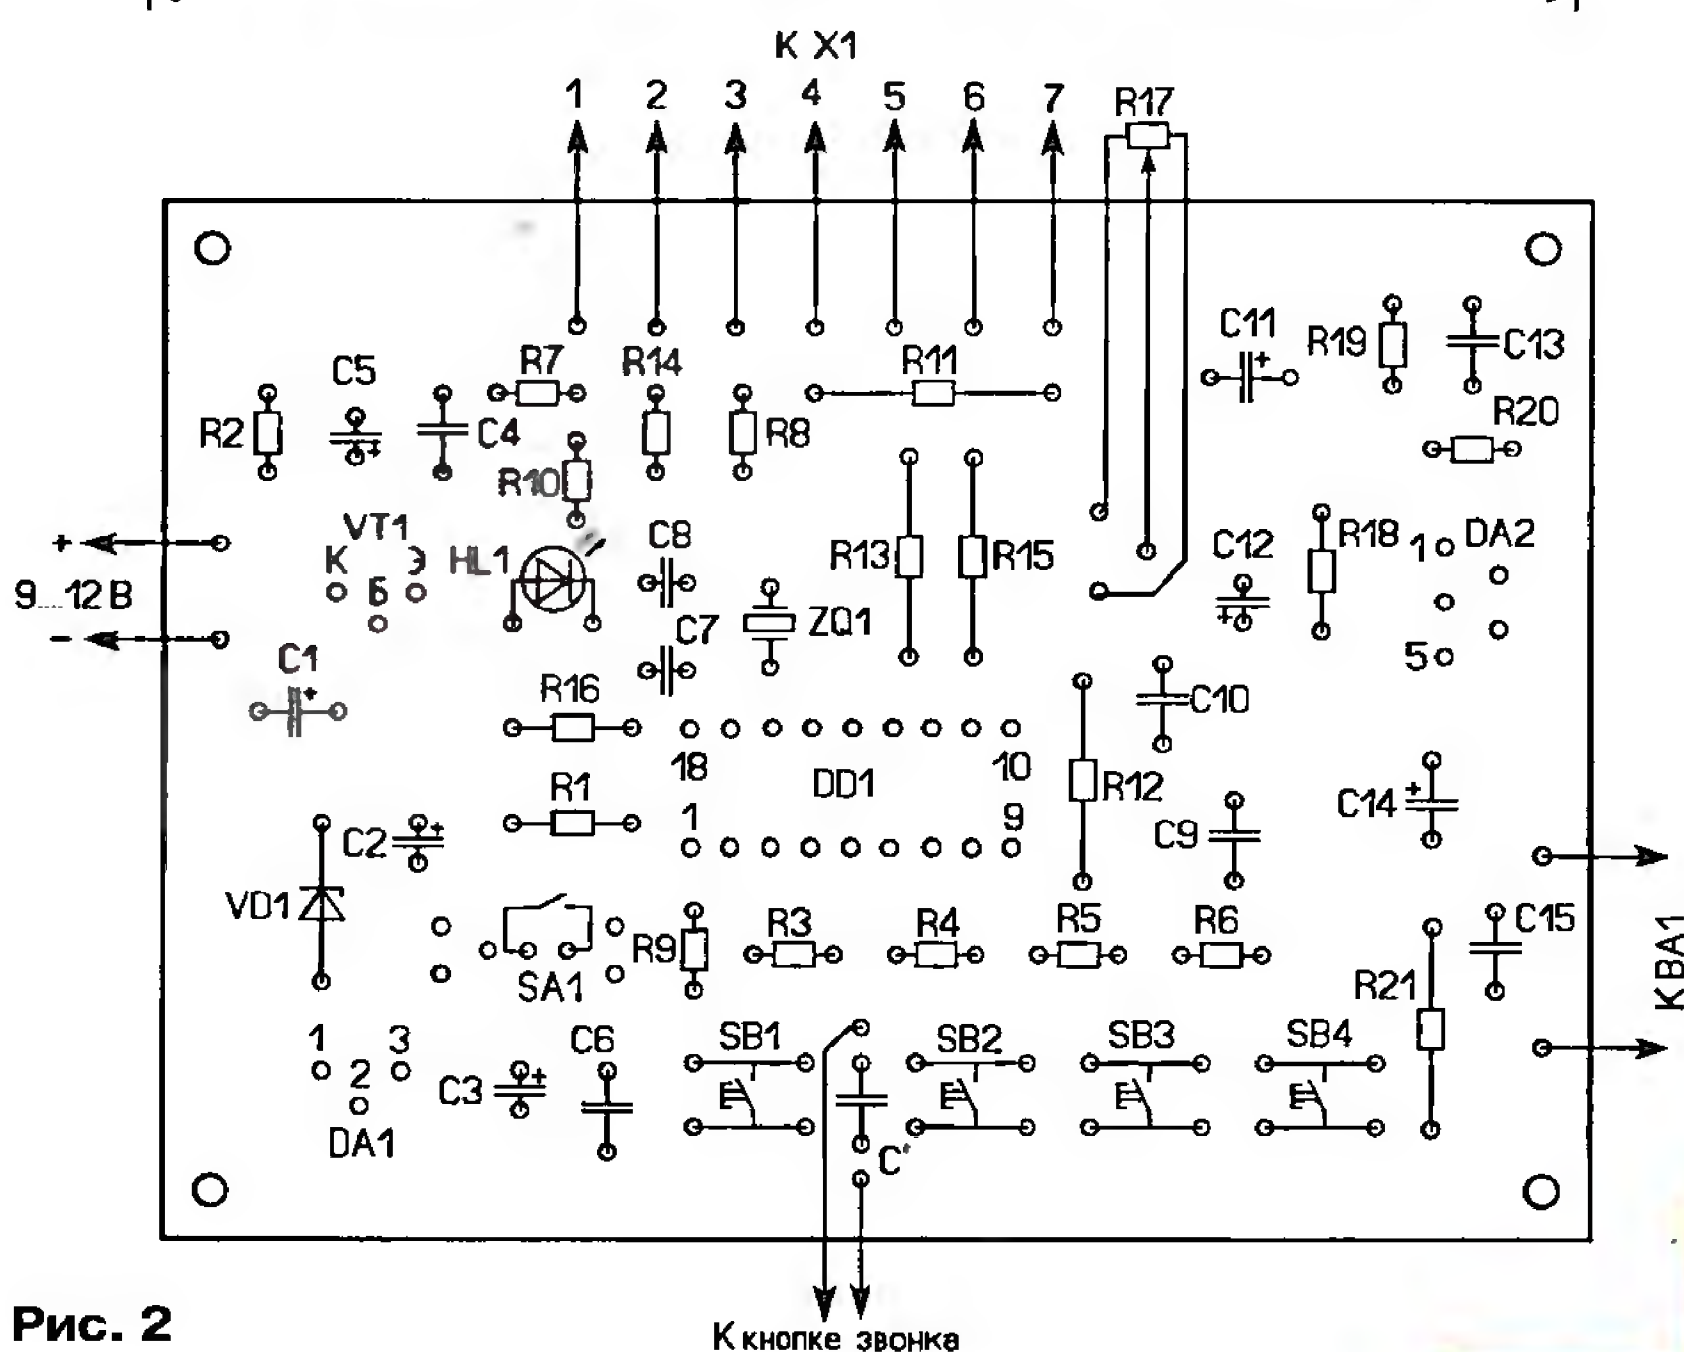 К X1
1 2 3 4 5 6 7 R17
C11 R19 C13
C5 R7 R14 R11
R20
R2 C4 R8
R10
VT1 C8 C12 R18 1 DA2
К Б Э HL1 R13 R15
+
9...12 В
-
C7 ZQ1
C1 5
R16 C10
18 DD1 10
R1 R12 C14
C2 1 9 C9
VD1 R3 R4 R5 R6 C15
R9
SA1 R21
К BA1
1 2 3 C6 SB1 SB2 SB3 SB4
C3
DA1 C'
Рис. 2
К кнопке звонка